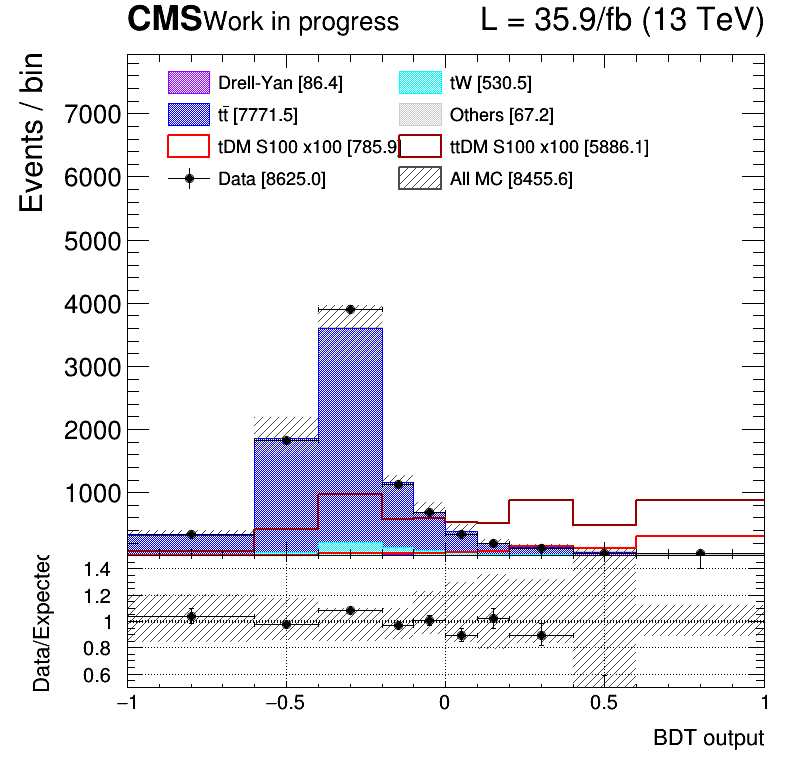 CMS Work in progress L = 35.9/fb (13 TeV)
Events / bin
7000
6000
5000
4000
3000
2000
1000
Drell-Yan [86.4] tW [530.5]
tt̄ [7771.5] Others [67.2]
tDM S100 x100 [785.9] ttDM S100 x100 [5886.1]
Data [8625.0] All MC [8455.6]
Data/Expected
1.4
1.2
1
0.8
0.6
−1 −0.5 0 0.5 1
BDT output